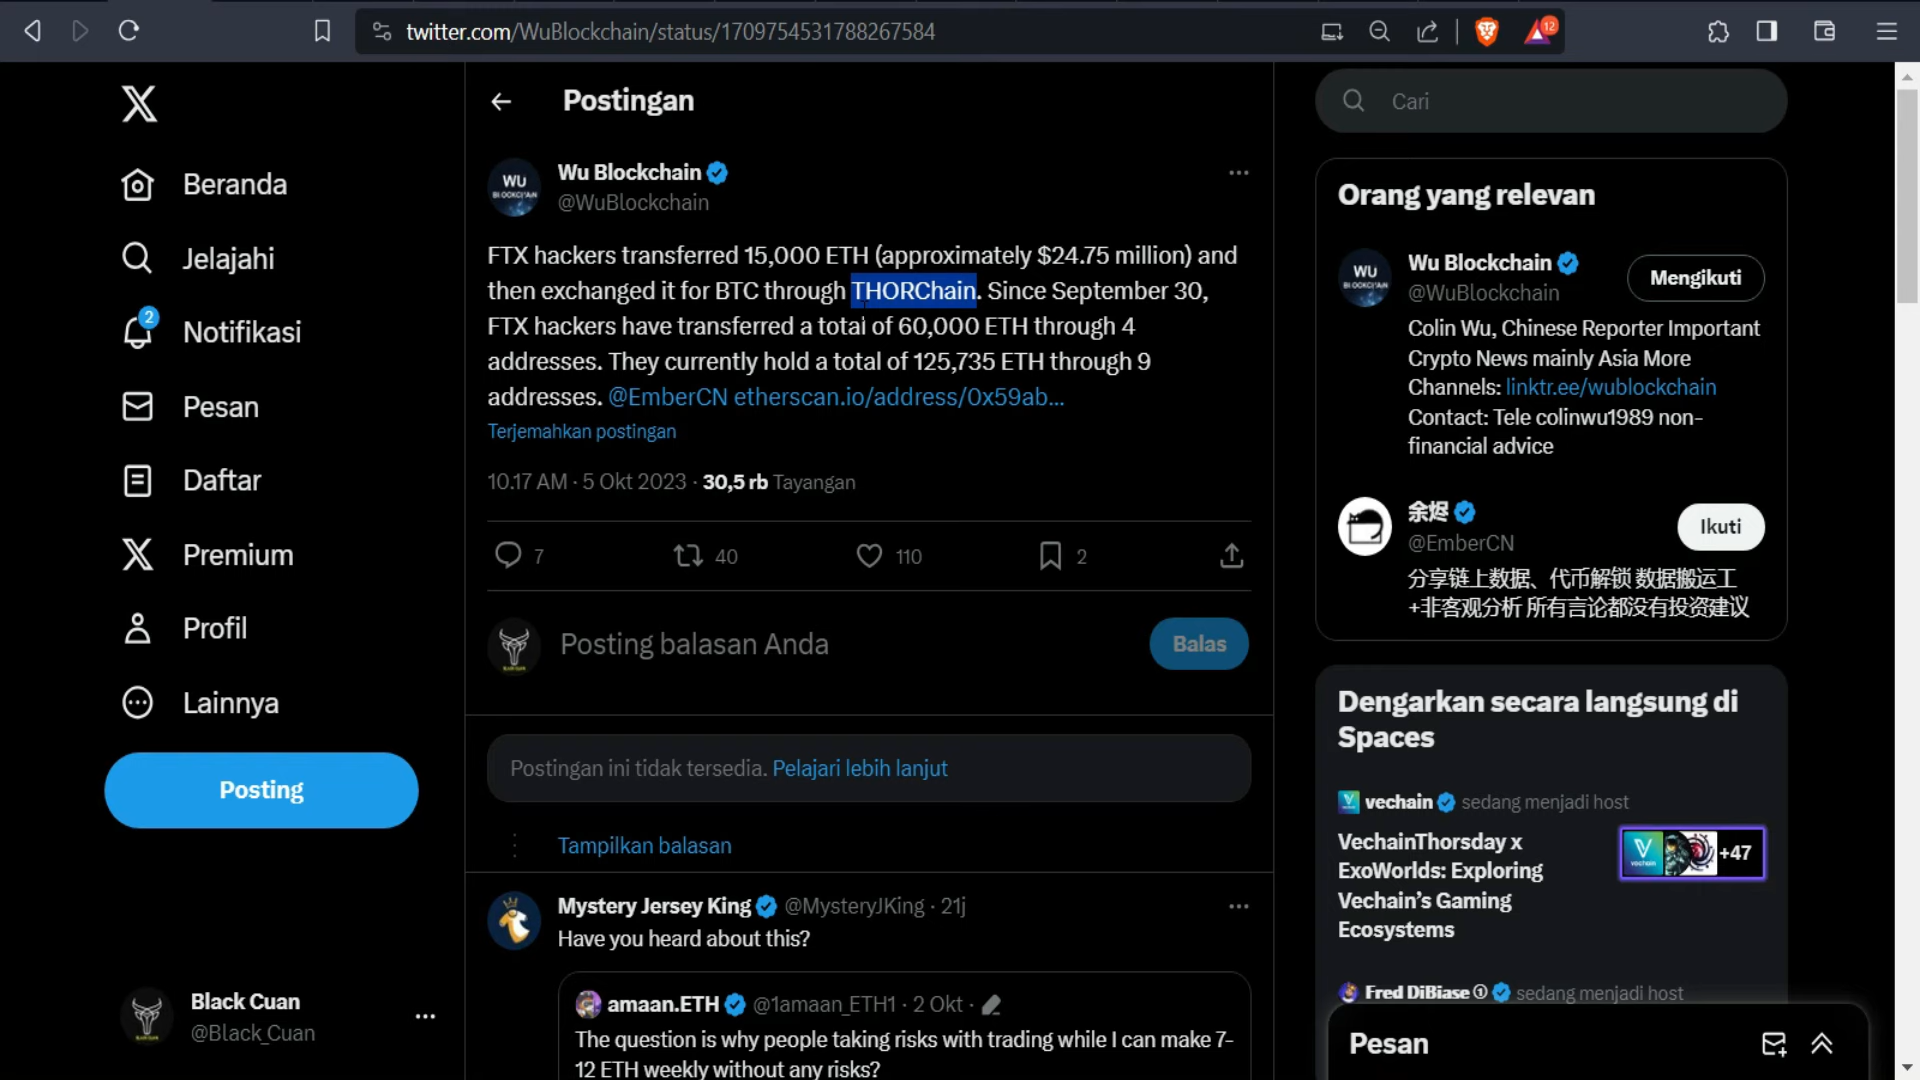 twitter.com/WuBlockchain/status/1709754531788267584
12
Beranda
Jelajahi
2
Notifikasi
Pesan
Daftar
Premium
Profil
Lainnya
Posting
Black Cuan
@Black_Cuan
Postingan
WU
BLOCKCHAIN
Wu Blockchain
@WuBlockchain
FTX hackers transferred 15,000 ETH (approximately $24.75 million) and
then exchanged it for BTC through THORChain. Since September 30,
FTX hackers have transferred a total of 60,000 ETH through 4
addresses. They currently hold a total of 125,735 ETH through 9
addresses. @EmberCN etherscan.io/address/0x59ab...
Terjemahkan postingan
10.17 AM · 5 Okt 2023 · 30,5 rb Tayangan
7 40 110 2
Posting balasan Anda
Balas
Postingan ini tidak tersedia. Pelajari lebih lanjut
Tampilkan balasan
Mystery Jersey King @MysteryJKing · 21j
Have you heard about this?
amaan.ETH @1amaan_ETH1 · 2 Okt ·
The question is why people taking risks with trading while I can make 7-
12 ETH weekly without any risks?
Cari
Orang yang relevan
WU
BLOCKCHAIN
Wu Blockchain
@WuBlockchain
Mengikuti
Colin Wu, Chinese Reporter Important
Crypto News mainly Asia More
Channels: linktr.ee/wublockchain
Contact: Tele colinwu1989 non-
financial advice
余烬
@EmberCN
Ikuti
分享链上数据、代币解锁 数据搬运工
+非客观分析 所有言论都没有投资建议
Dengarkan secara langsung di
Spaces
vechain sedang menjadi host
VechainThorsday x
ExoWorlds: Exploring
Vechain’s Gaming
Ecosystems
vechain
+47
Fred DiBiase sedang menjadi host
Pesan